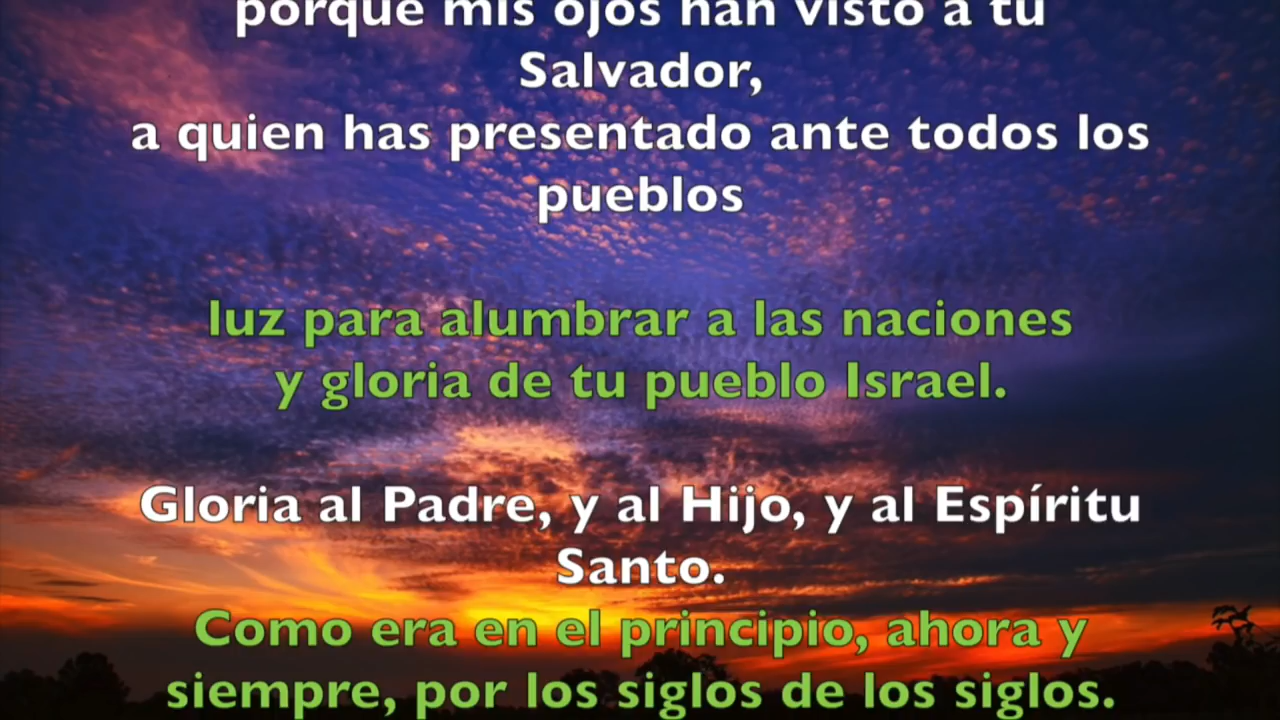 porque mis ojos han visto a tu
Salvador,
a quien has presentado ante todos los
pueblos
luz para alumbrar a las naciones
y gloria de tu pueblo Israel.
Gloria al Padre, y al Hijo, y al Espíritu
Santo.
Como era en el principio, ahora y
siempre, por los siglos de los siglos.